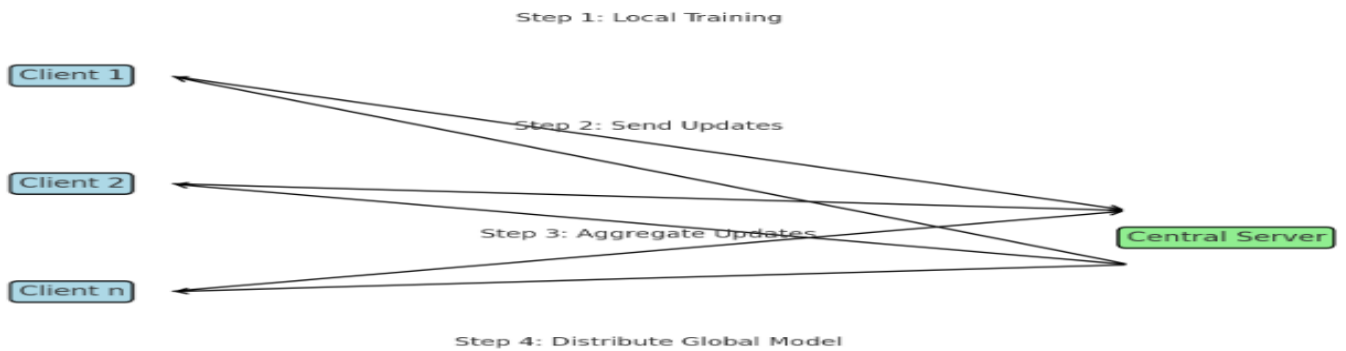 Step 1: Local Training
Client 1
Step 2: Send Updates
Client 2
Step 3: Aggregate Updates
Central Server
Client n
Step 4: Distribute Global Model